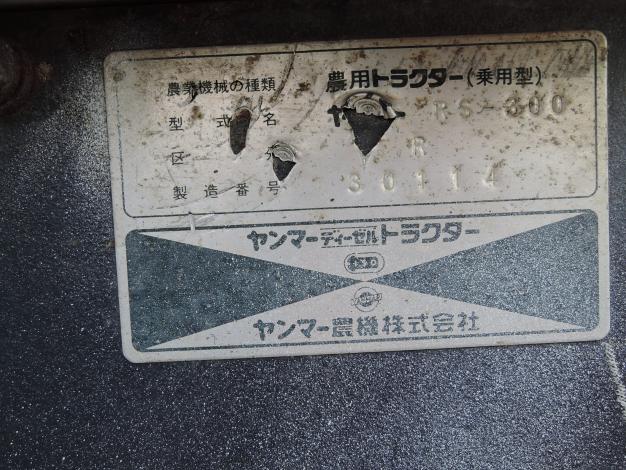 農業機械の種類 農用トラクター(乗用型)
型式名 RS-300
区 R
製造番号 30114
ヤンマーディーゼルトラクター
ヤンマー農機株式会社